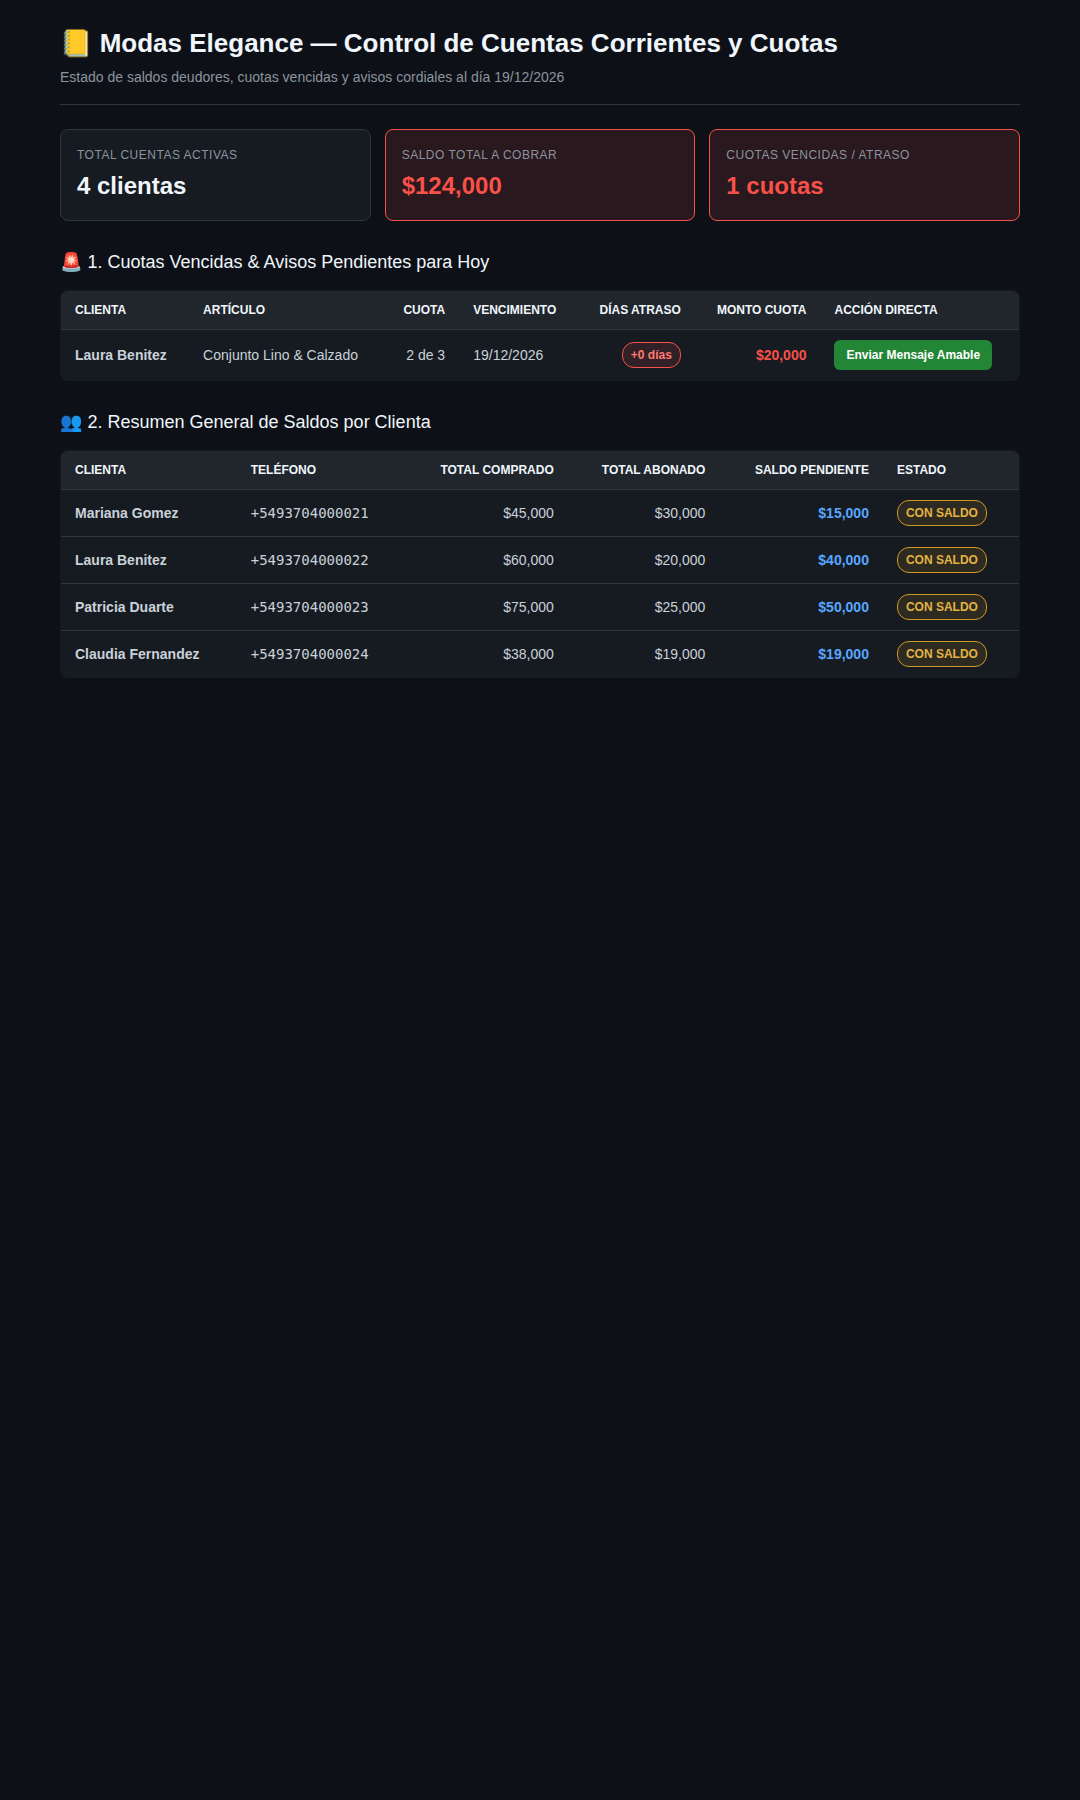 📒 Modas Elegance — Control de Cuentas Corrientes y Cuotas
Estado de saldos deudores, cuotas vencidas y avisos cordiales al día 19/12/2026
TOTAL CUENTAS ACTIVAS
4 clientas
SALDO TOTAL A COBRAR
$124,000
CUOTAS VENCIDAS / ATRASO
1 cuotas
🚨 1. Cuotas Vencidas & Avisos Pendientes para Hoy
CLIENTA ARTÍCULO CUOTA VENCIMIENTO DÍAS ATRASO MONTO CUOTA ACCIÓN DIRECTA
Laura Benitez Conjunto Lino & Calzado 2 de 3 19/12/2026 +0 días $20,000 Enviar Mensaje Amable
👥 2. Resumen General de Saldos por Clienta
CLIENTA TELÉFONO TOTAL COMPRADO TOTAL ABONADO SALDO PENDIENTE ESTADO
Mariana Gomez +5493704000021 $45,000 $30,000 $15,000 CON SALDO
Laura Benitez +5493704000022 $60,000 $20,000 $40,000 CON SALDO
Patricia Duarte +5493704000023 $75,000 $25,000 $50,000 CON SALDO
Claudia Fernandez +5493704000024 $38,000 $19,000 $19,000 CON SALDO